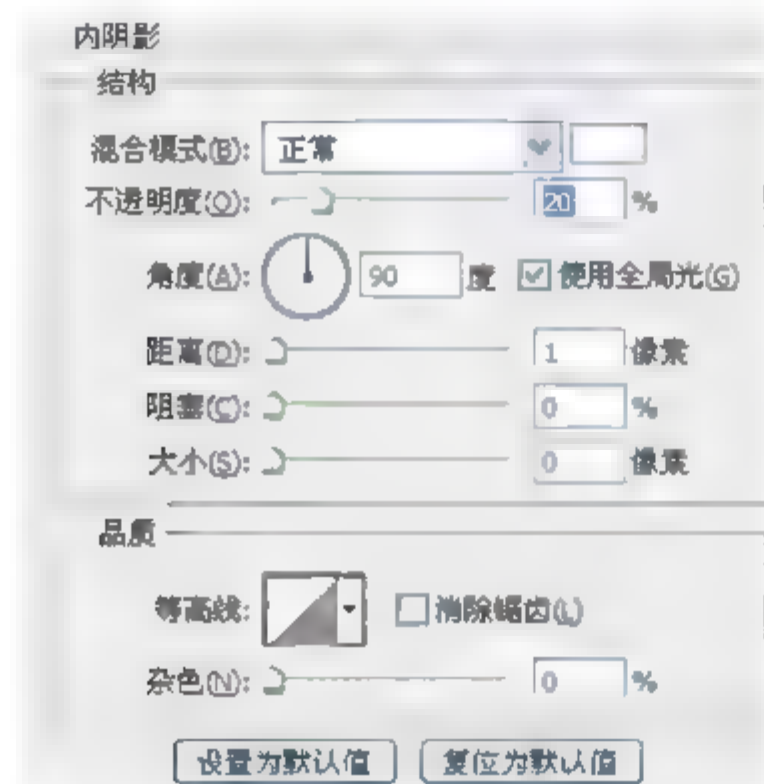 内阴影
结构
混合模式(B): 正常
不透明度(O): 20 %
角度(A): 90 度 使用全局光(G)
距离(D): 1 像素
阻塞(C): 0 %
大小(S): 0 像素
品质
等高线: 消除锯齿(L)
杂色(N): 0 %
设置为默认值 复位为默认值